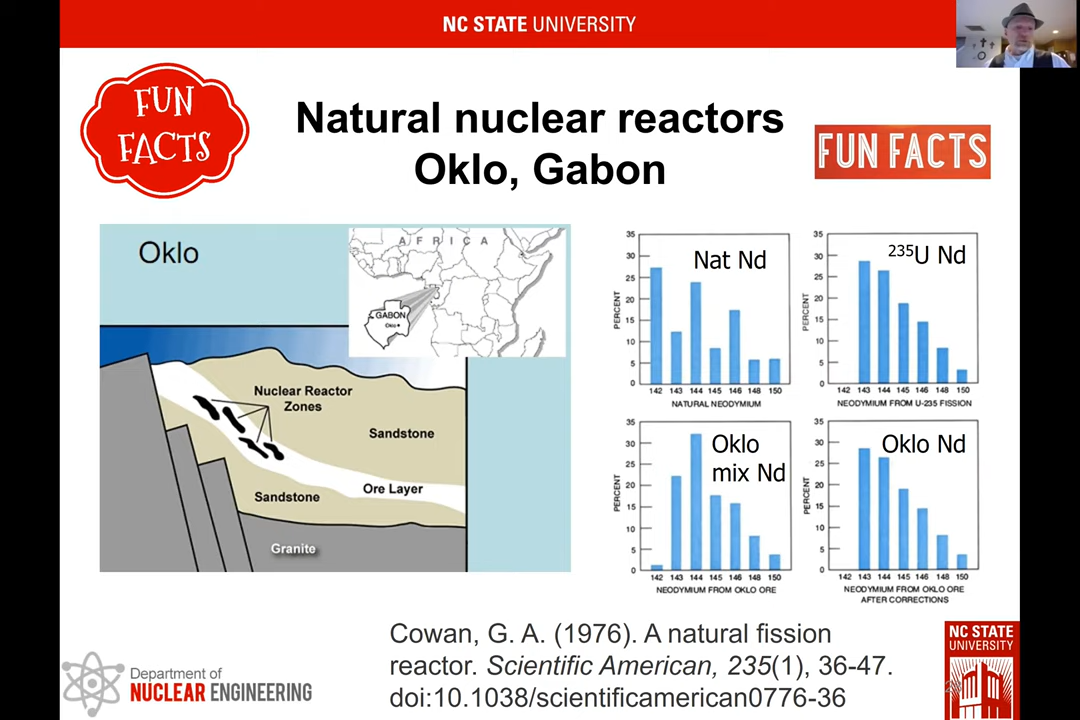 NC STATE UNIVERSITY
FUN
FACTS
Natural nuclear reactors
Oklo, Gabon
FUN FACTS
Oklo
AFRICA
GABON
Oklo
Nuclear Reactor
Zones
Sandstone
Ore Layer
Sandstone
Granite
Nat Nd
PERCENT
35
30
25
20
15
10
5
0
142 143 144 145 146 148 150
NATURAL NEODYMIUM
²³⁵U Nd
PERCENT
35
30
25
20
15
10
5
0
142 143 144 145 146 148 150
NEODYMIUM FROM U-235 FISSION
Oklo
mix Nd
PERCENT
35
30
25
20
15
10
5
0
142 143 144 145 146 148 150
NEODYMIUM FROM OKLO ORE
Oklo Nd
PERCENT
35
30
25
20
15
10
5
0
142 143 144 145 146 148 150
NEODYMIUM FROM OKLO ORE
AFTER CORRECTIONS
Cowan, G. A. (1976). A natural fission
reactor. Scientific American, 235(1), 36-47.
doi:10.1038/scientificamerican0776-36
Department of
NUCLEAR ENGINEERING
NC STATE
UNIVERSITY